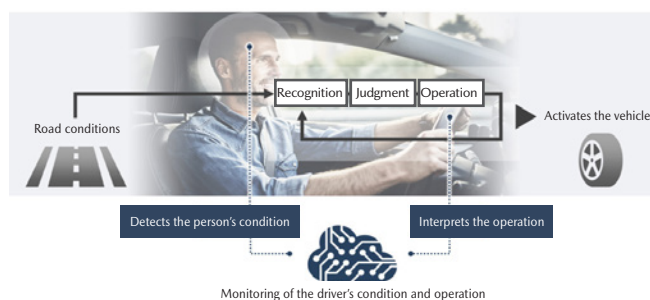 Recognition
Judgment
Operation
Road conditions
Activates the vehicle
Detects the person's condition
Interprets the operation
Monitoring of the driver's condition and operation